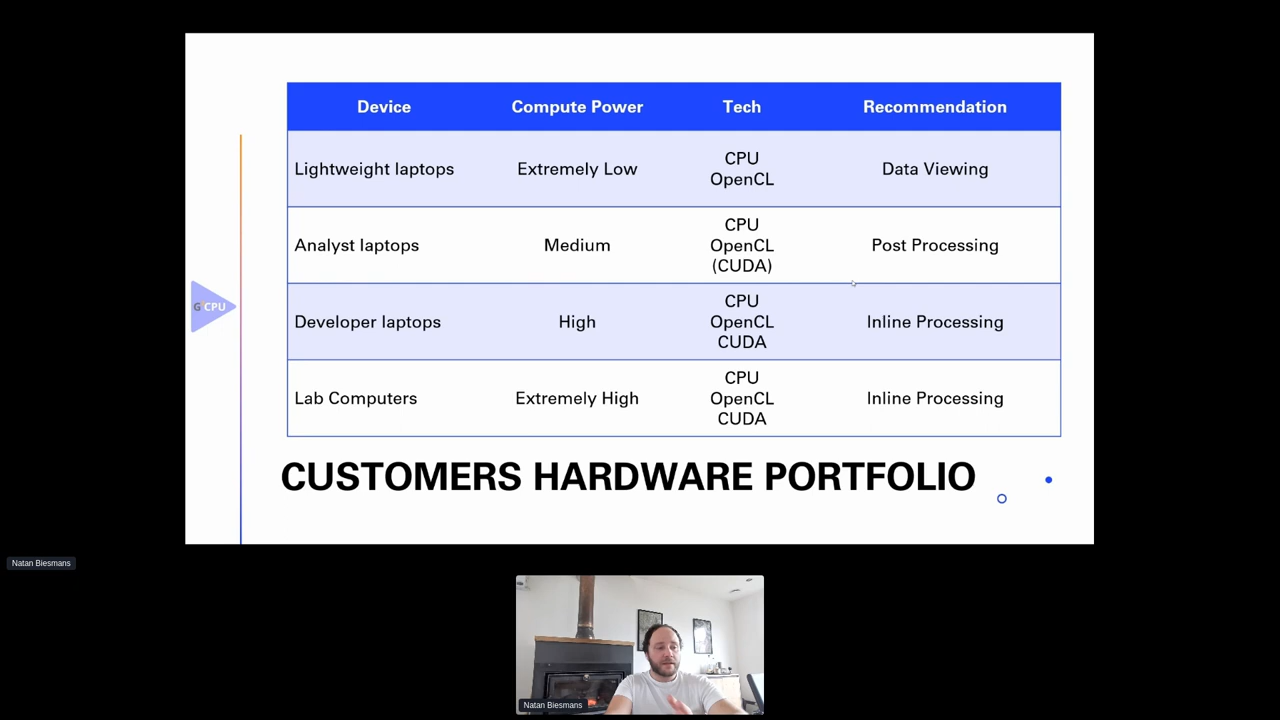 Device Compute Power Tech Recommendation
Lightweight laptops Extremely Low CPU OpenCL Data Viewing
Analyst laptops Medium CPU OpenCL (CUDA) Post Processing
Developer laptops High CPU OpenCL CUDA Inline Processing
Lab Computers Extremely High CPU OpenCL CUDA Inline Processing
G²CPU
CUSTOMERS HARDWARE PORTFOLIO
Natan Biesmans
Natan Biesmans